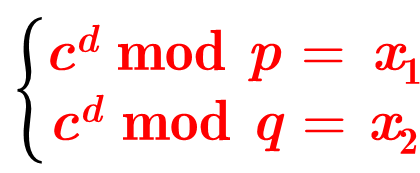 c^d mod p = x_1
c^d mod q = x_2